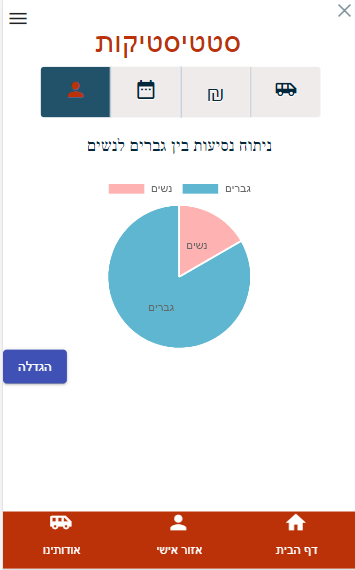 סטטיסטיקות
₪
ניתוח נסיעות בין גברים לנשים
גברים נשים
נשים
גברים
הגדלה
דף הבית אזור אישי אודותינו